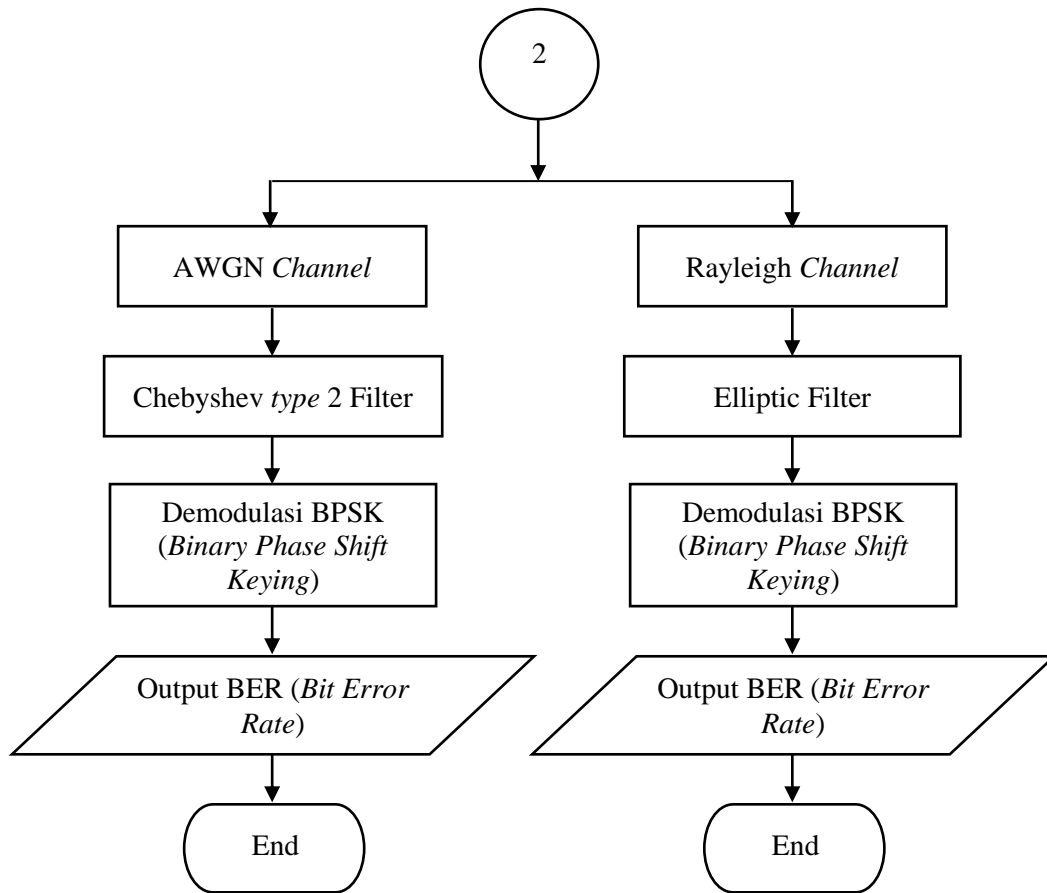 2
AWGN Channel
Rayleigh Channel
Chebyshev type 2 Filter
Elliptic Filter
Demodulasi BPSK
(Binary Phase Shift
Keying)
Demodulasi BPSK
(Binary Phase Shift
Keying)
Output BER (Bit Error
Rate)
Output BER (Bit Error
Rate)
End
End